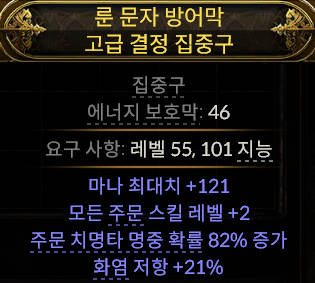 룬 문자 방어막
고급 결정 집중구
집중구
에너지 보호막: 46
요구 사항: 레벨 55, 101 지능
마나 최대치 +121
모든 주문 스킬 레벨 +2
주문 치명타 명중 확률 82% 증가
화염 저항 +21%